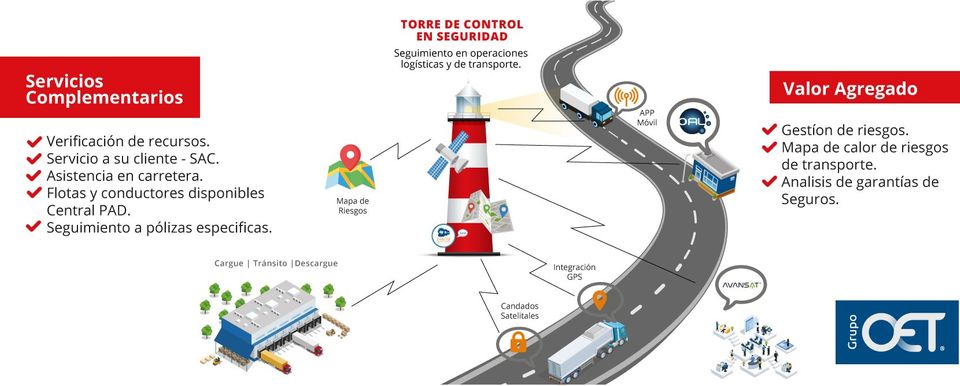 TORRE DE CONTROL
EN SEGURIDAD
Seguimiento en operaciones
logísticas y de transporte.
Servicios
Complementarios
Verificación de recursos.
Servicio a su cliente - SAC.
Asistencia en carretera.
Flotas y conductores disponibles
Central PAD.
Seguimiento a pólizas especificas.
Mapa de
Riesgos
Cargue | Tránsito |Descargue
APP
Móvil
OAL
Integración
GPS
Candados
Satelitales
AVANSAT
Valor Agregado
Gestíon de riesgos.
Mapa de calor de riesgos
de transporte.
Analisis de garantías de
Seguros.
Grupo
OET®